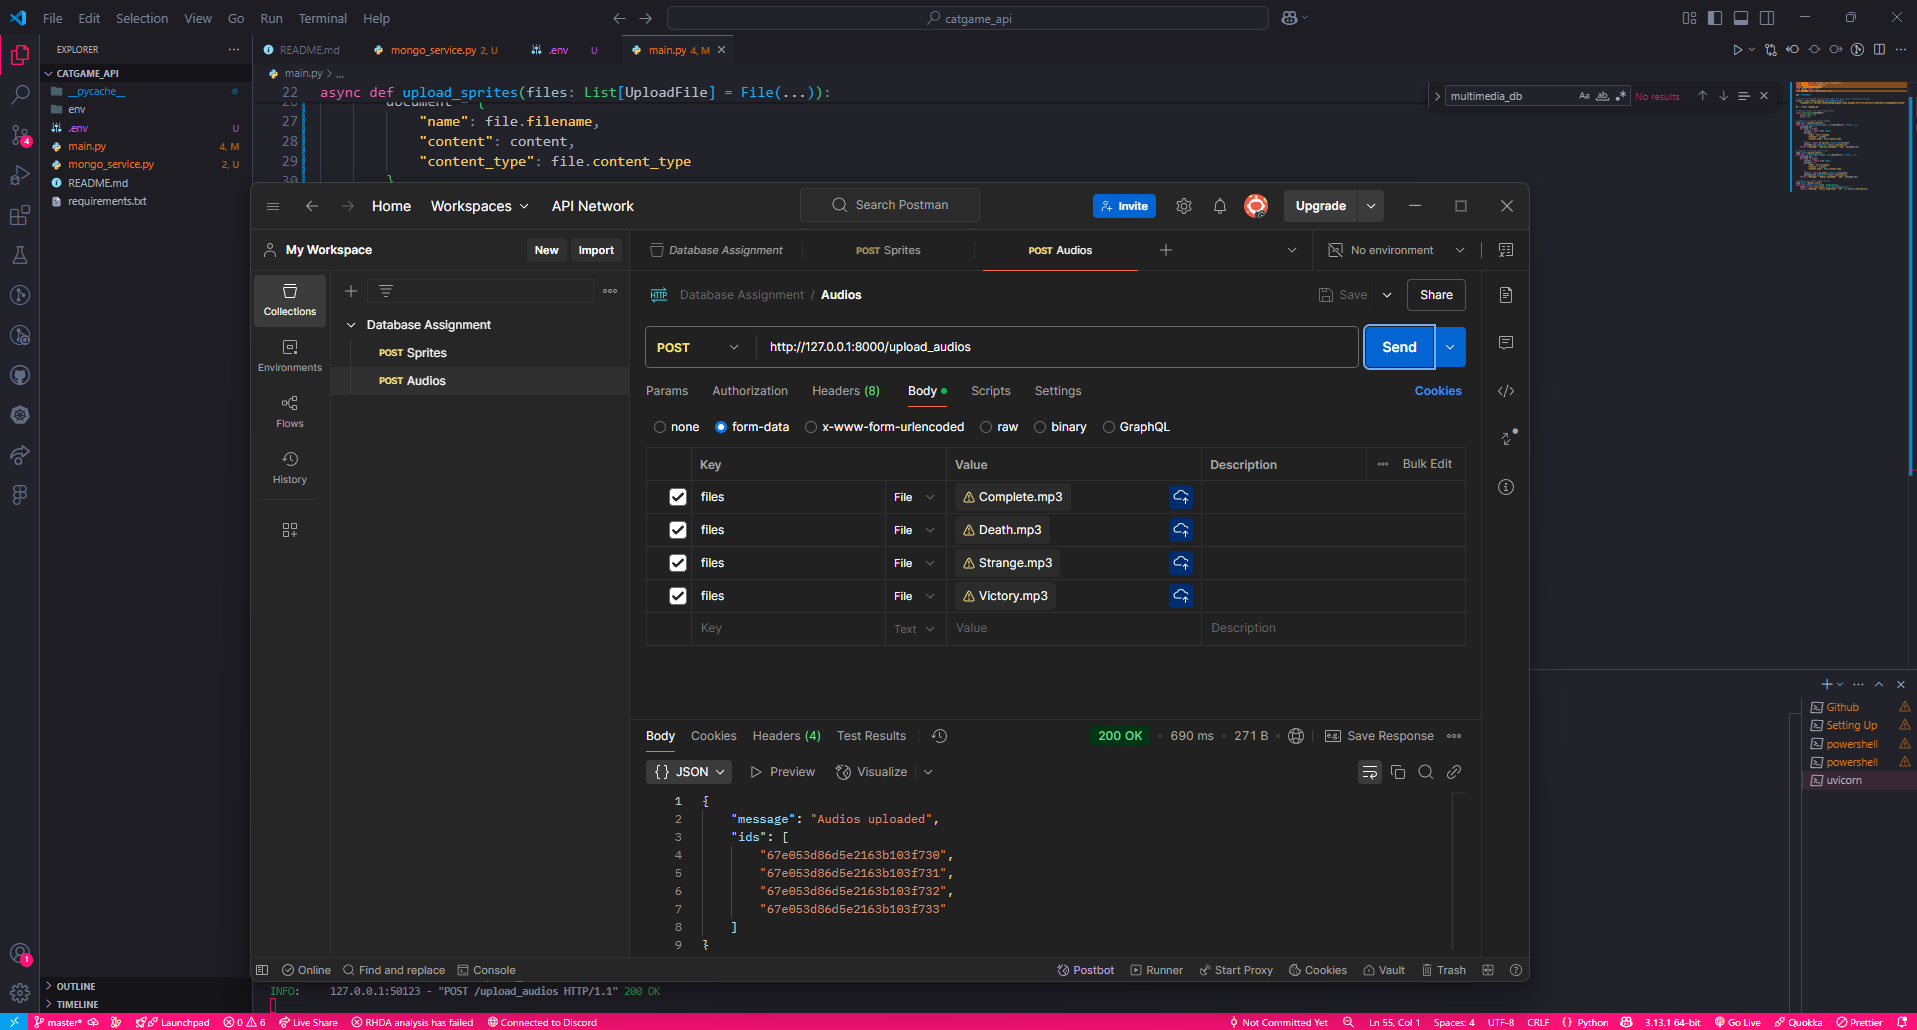 File Edit Selection View Go Run Terminal Help
catgame_api
EXPLORER
README.md
mongo_service.py 2, U
.env U
main.py 4, M
CATGAME_API
__pycache__
env
.env U
main.py 4, M
mongo_service.py 2, U
README.md
requirements.txt
main.py > ...
22 async def upload_sprites(files: List[UploadFile] = File(...)):
27 "name": file.filename,
28 "content": content,
29 "content_type": file.content_type
30 }
multimedia_db
Aa ab
No results
Home Workspaces API Network
Search Postman
Invite
Upgrade
My Workspace
New Import
Database Assignment
POST Sprites
POST Audios
No environment
Collections
Environments
Flows
History
Database Assignment
POST Sprites
POST Audios
HTTP Database Assignment / Audios
Save
Share
POST http://127.0.0.1:8000/upload_audios
Send
Params Authorization Headers (8) Body Scripts Settings
Cookies
none form-data x-www-form-urlencoded raw binary GraphQL
Key Value Description
Bulk Edit
files File Complete.mp3
files File Death.mp3
files File Strange.mp3
files File Victory.mp3
Key Text Value Description
Body Cookies Headers (4) Test Results
200 OK • 690 ms • 271 B
e.g. Save Response
{} JSON Preview Visualize
1 {
2 "message": "Audios uploaded",
3 "ids": [
4 "67e053d86d5e2163b103f730",
5 "67e053d86d5e2163b103f731",
6 "67e053d86d5e2163b103f732",
7 "67e053d86d5e2163b103f733"
8 ]
9 }
Online Find and replace Console
Postbot Runner Start Proxy Cookies Vault Trash
Github
Setting Up
powershell
powershell
uvicorn
OUTLINE
TIMELINE
INFO: 127.0.0.1:50123 - "POST /upload_audios HTTP/1.1" 200 OK
4
1
master* Launchpad 0 6 Live Share RHDA analysis has failed Connected to Discord
Not Committed Yet Ln 55, Col 1 Spaces: 4 UTF-8 CRLF {} Python 3.13.1 64-bit Go Live Quokka Prettier